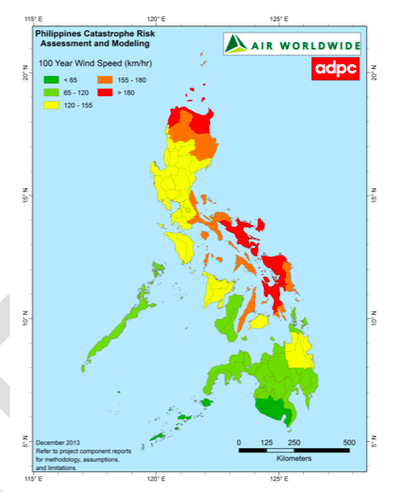 115° E
120° E
125° E
Philippines Catastrophe Risk
Assessment and Modeling
100 Year Wind Speed (km/hr)
< 65
155 - 180
65 - 120
> 180
120 - 155
AIR WORLDWIDE
adpc
20° N
20° N
15° N
15° N
10° N
10° N
5° N
5° N
December 2013
Refer to project component reports
for methodology, assumptions,
and limitations.
0 125 250 500
Kilometers
115° E
120° E
125° E